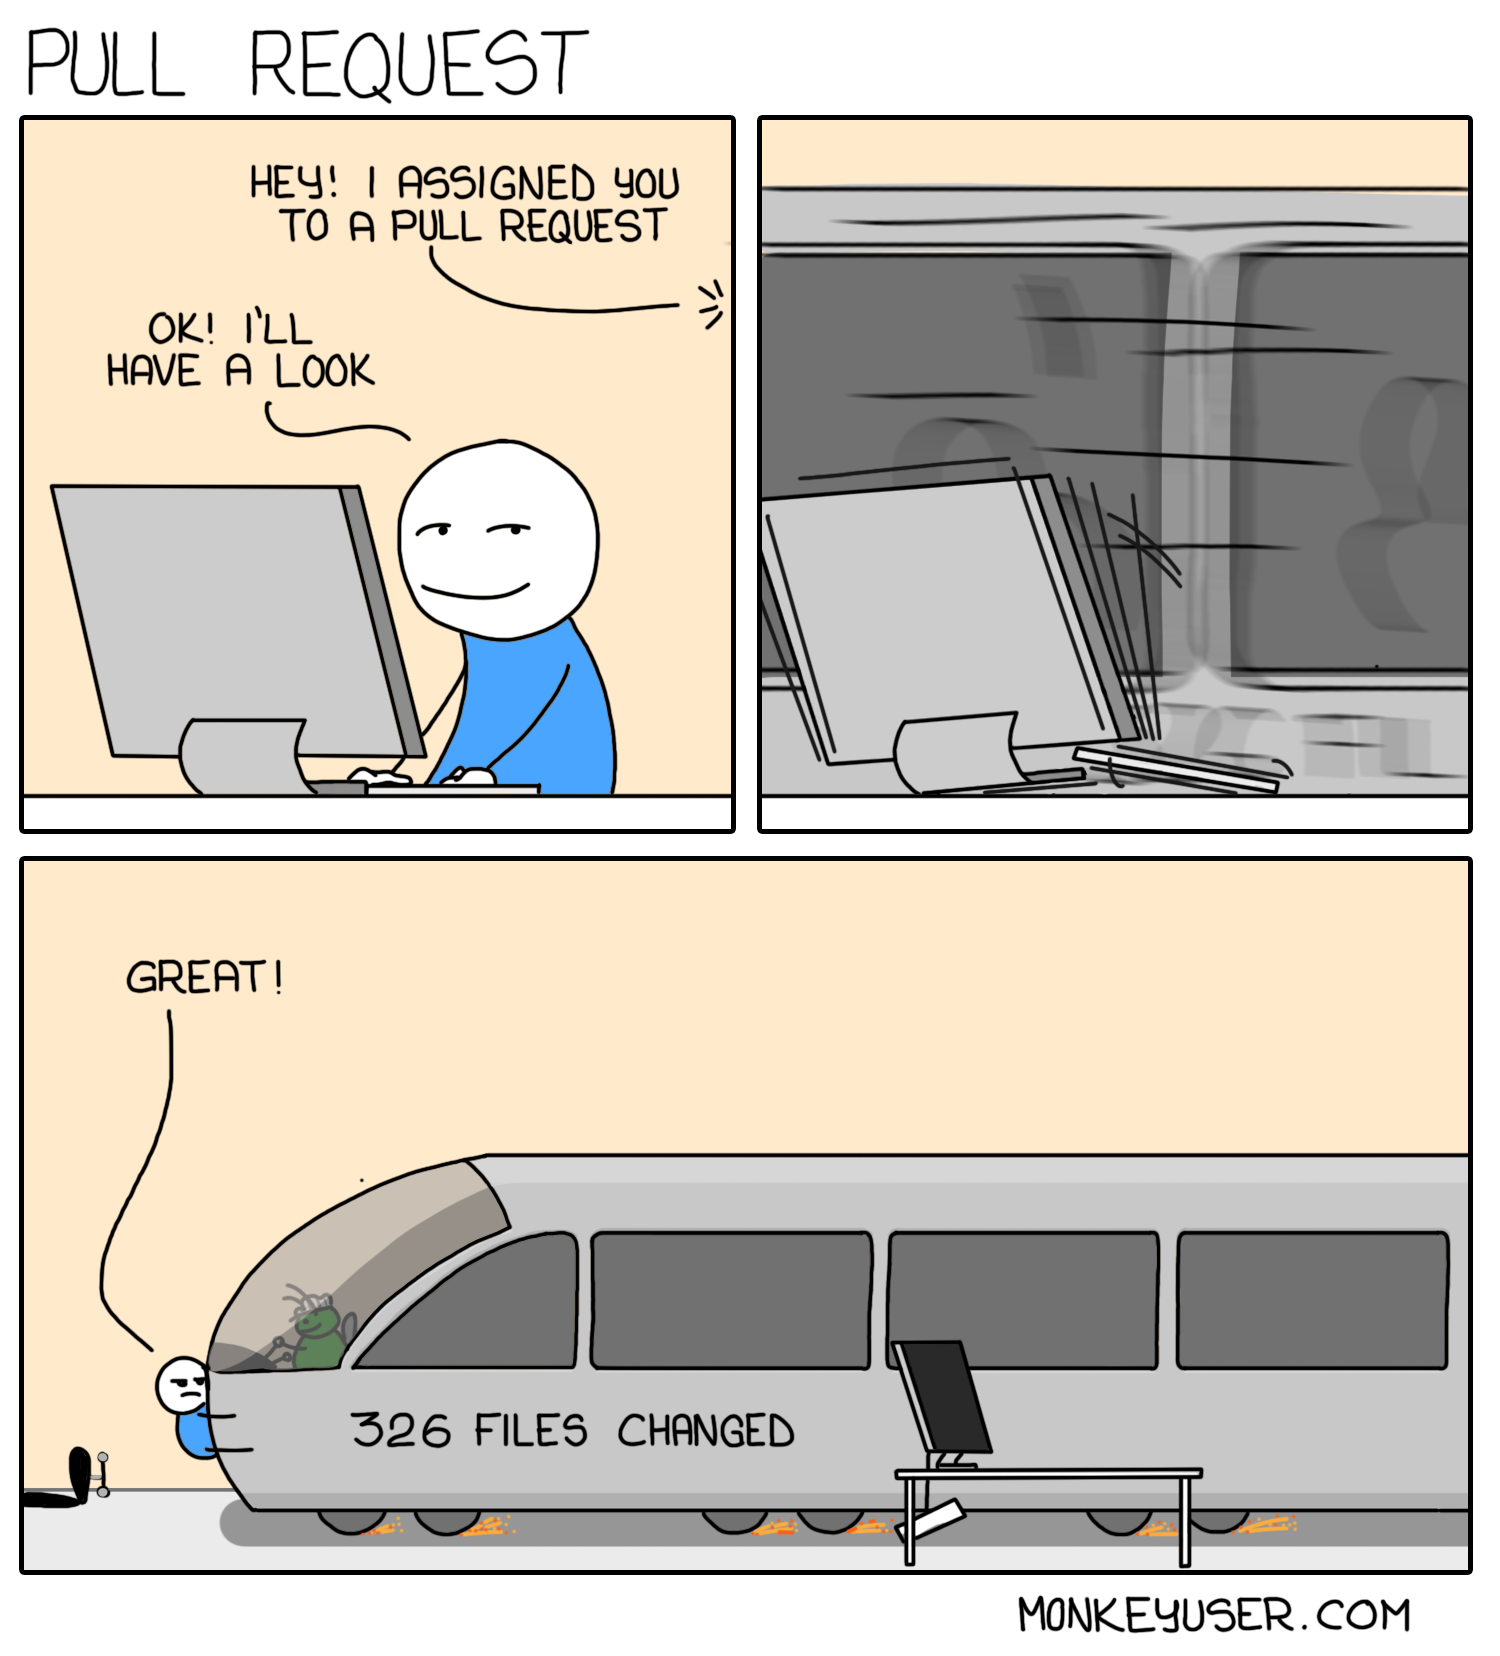 PULL REQUEST
HEY! I ASSIGNED YOU
TO A PULL REQUEST
OK! I'LL
HAVE A LOOK
GREAT!
326 FILES CHANGED
MONKEYUSER.COM